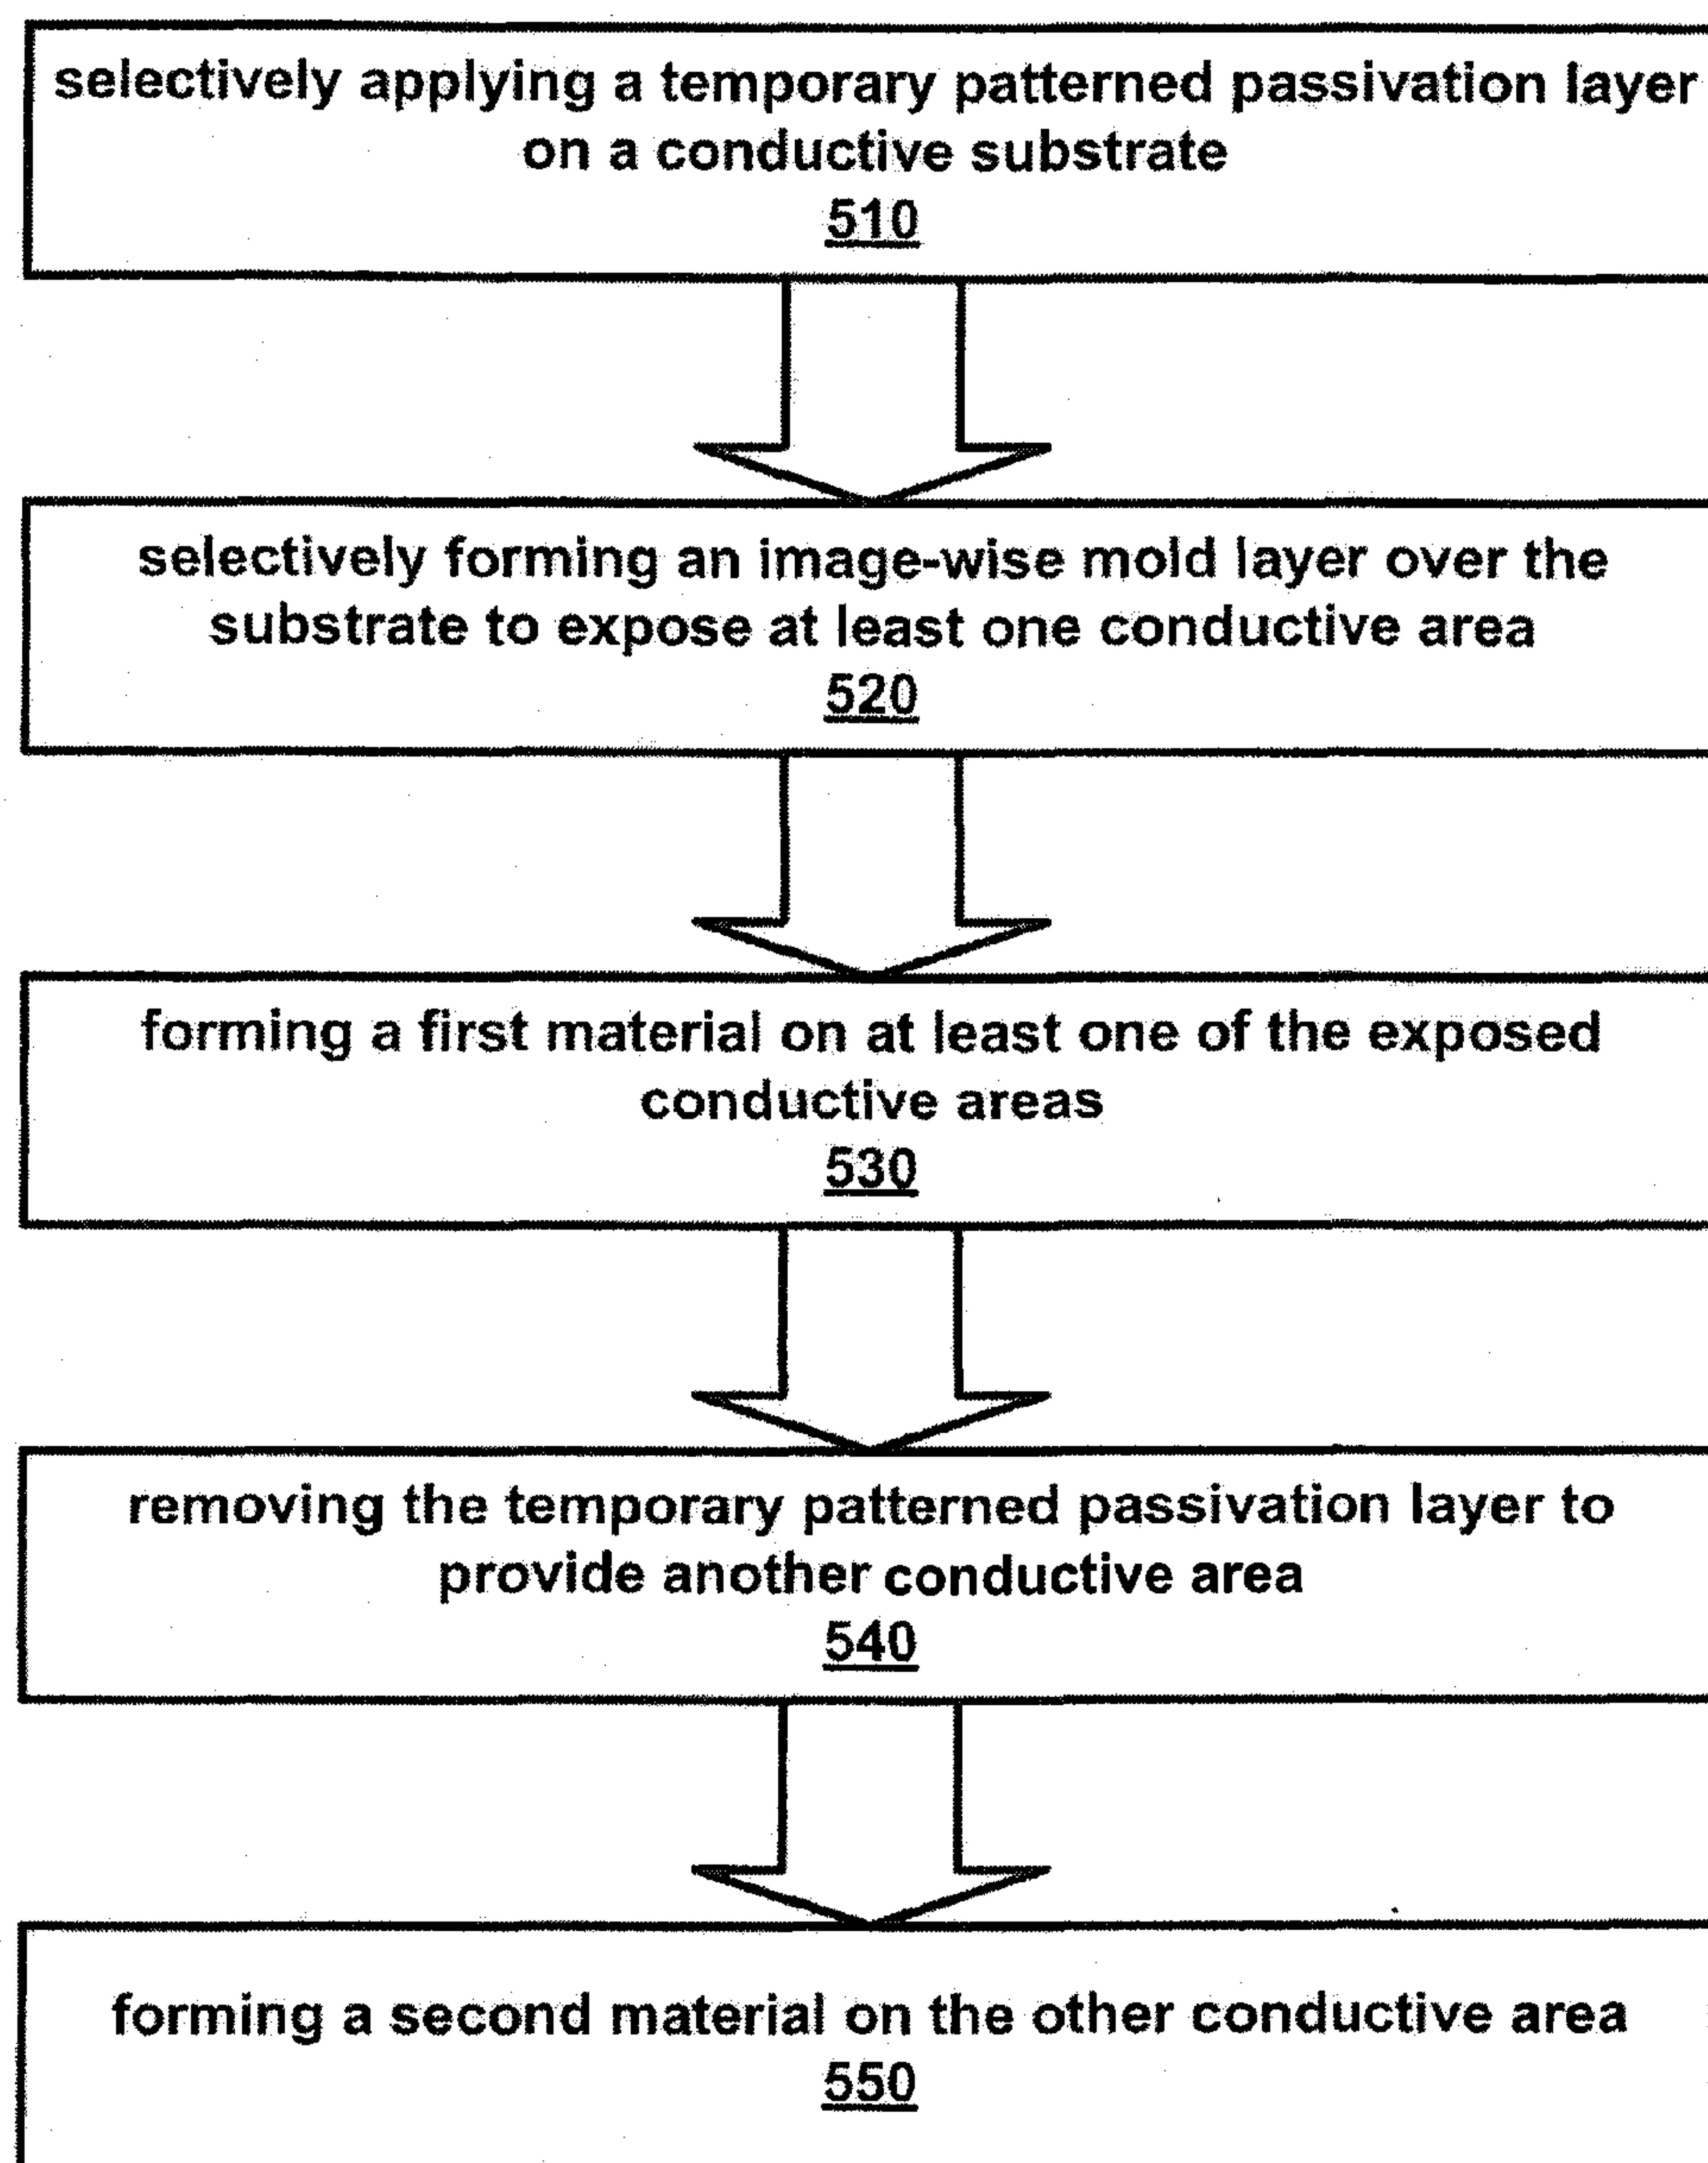 selectively applying a temporary patterned passivation layer
on a conductive substrate
510
selectively forming an image-wise mold layer over the
substrate to expose at least one conductive area
520
forming a first material on at least one of the exposed
conductive areas
530
removing the temporary patterned passivation layer to
provide another conductive area
540
forming a second material on the other conductive area
550